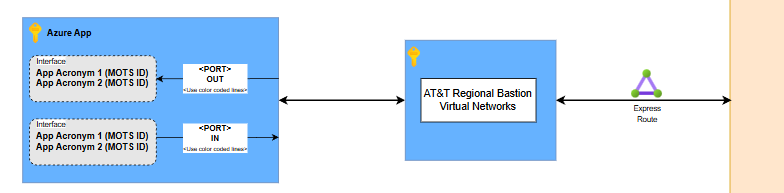 Azure App
Interface
App Acronym 1 (MOTS ID)
App Acronym 2 (MOTS ID)
<PORT>
OUT
<Use color coded lines>
Interface
App Acronym 1 (MOTS ID)
App Acronym 2 (MOTS ID)
<PORT>
IN
<Use color coded lines>
AT&T Regional Bastion
Virtual Networks
Express
Route